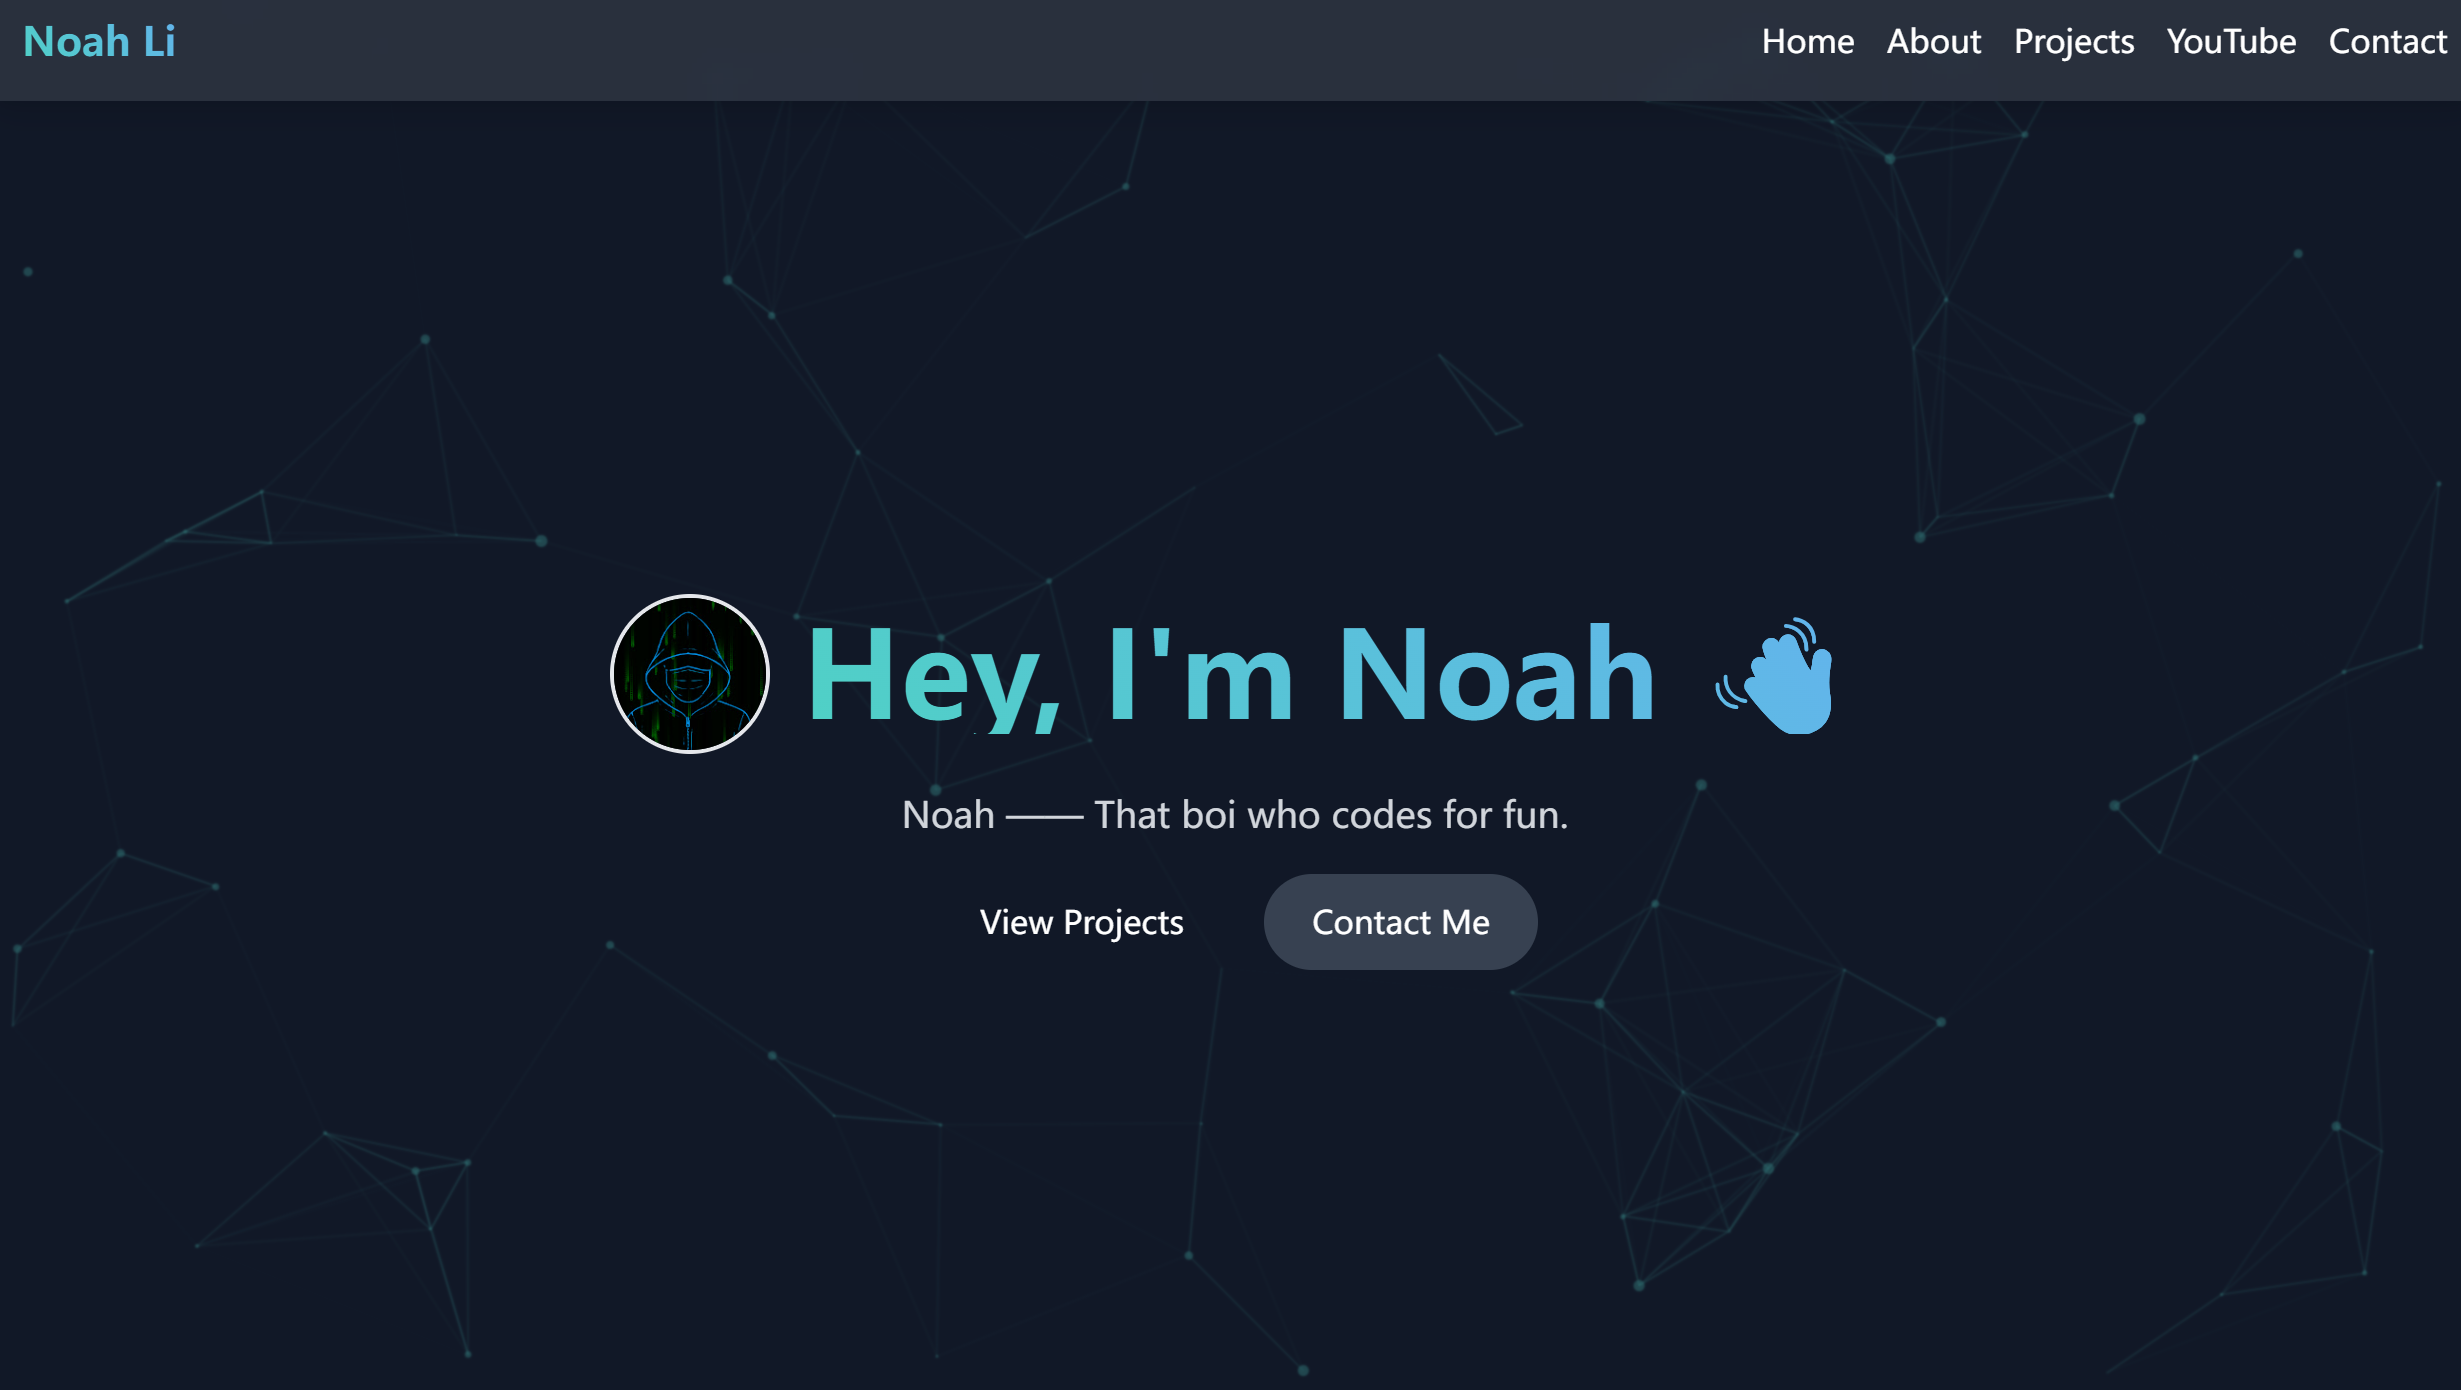 Noah Li
Home About Projects YouTube Contact
Hey, I'm Noah 👋
Noah —— That boi who codes for fun.
View Projects Contact Me